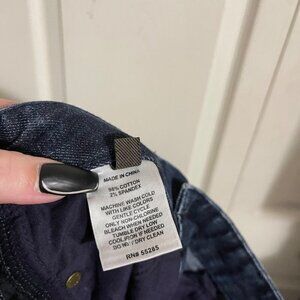 MADE IN CHINA
98% COTTON
2% SPANDEX
MACHINE WASH COLD
WITH LIKE COLORS
GENTLE CYCLE
ONLY NON-CHLORINE
BLEACH WHEN NEEDED
TUMBLE DRY LOW
COOL IRON IF NEEDED
DO NOT DRY CLEAN
RN# 55285